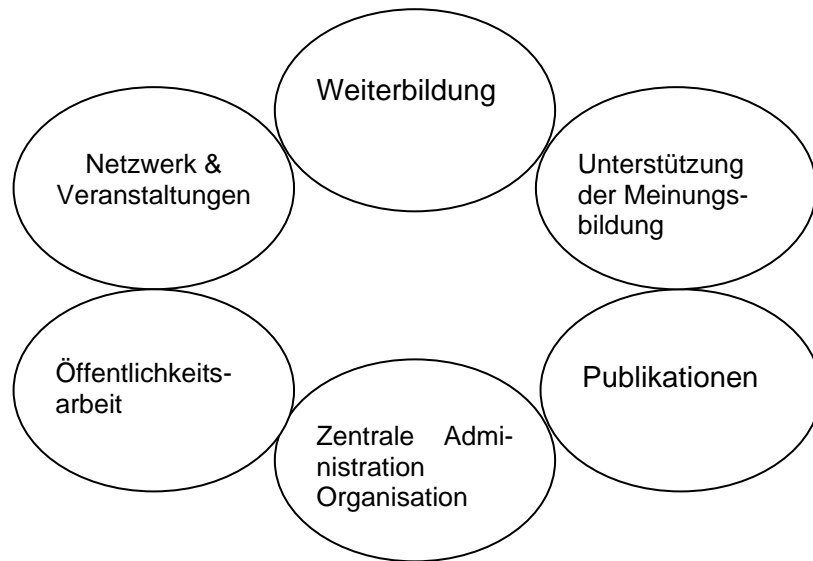 Weiterbildung
Netzwerk &
Veranstaltungen
Unterstützung
der Meinungs-
bildung
Öffentlichkeits-
arbeit
Publikationen
Zentrale Admi-
nistration
Organisation